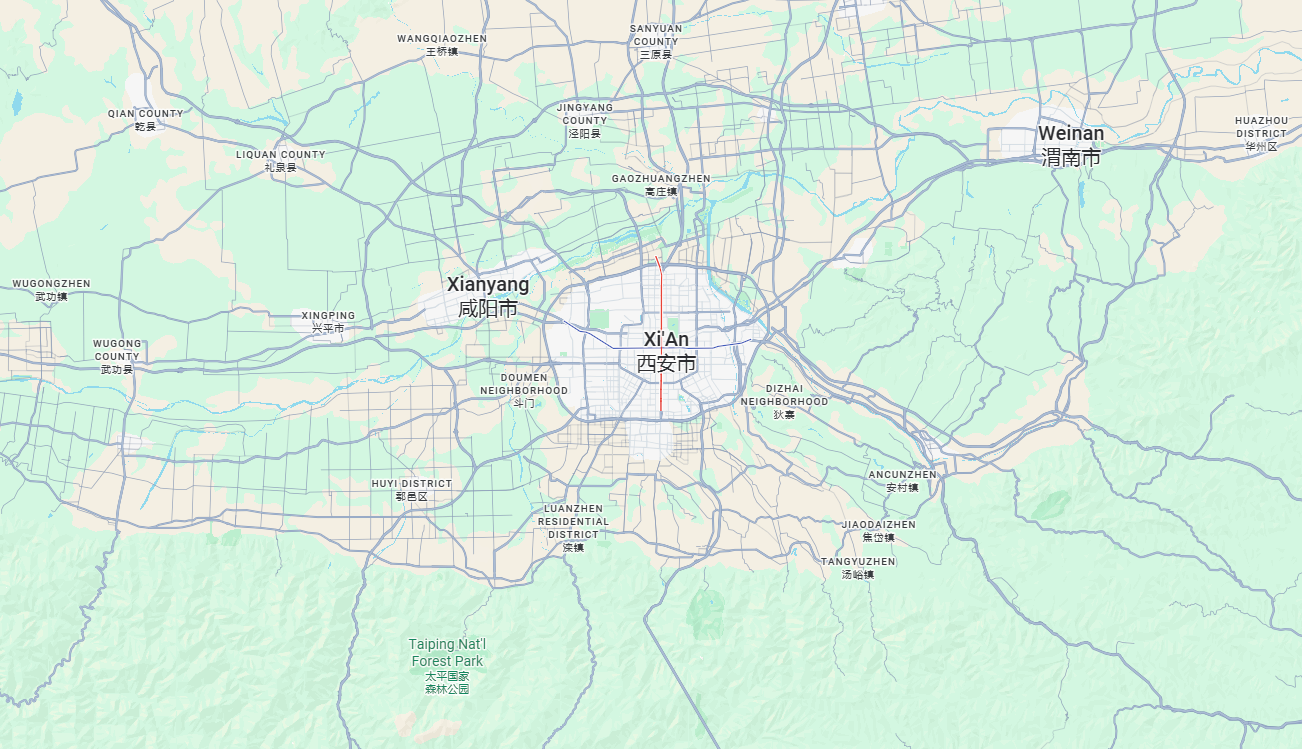 SANYUAN
COUNTY
三原县
WANGQIAOZHEN
王桥镇
QIAN COUNTY
乾县
JINGYANG
COUNTY
泾阳县
HUAZHOU
DISTRICT
华州区
Weinan
渭南市
LIQUAN COUNTY
礼泉县
GAOZHUANGZHEN
高庄镇
WUGONGZHEN
武功镇
Xianyang
咸阳市
XINGPING
兴平市
Xi'An
西安市
WUGONG
COUNTY
武功县
DOUMEN
NEIGHBORHOOD
斗门
DIZHAI
NEIGHBORHOOD
狄寨
HUYI DISTRICT
鄠邑区
ANCUNZHEN
安村镇
LUANZHEN
RESIDENTIAL
DISTRICT
滦镇
JIAODAIZHEN
焦岱镇
TANGYUZHEN
汤峪镇
Taiping Nat'l
Forest Park
太平国家
森林公园